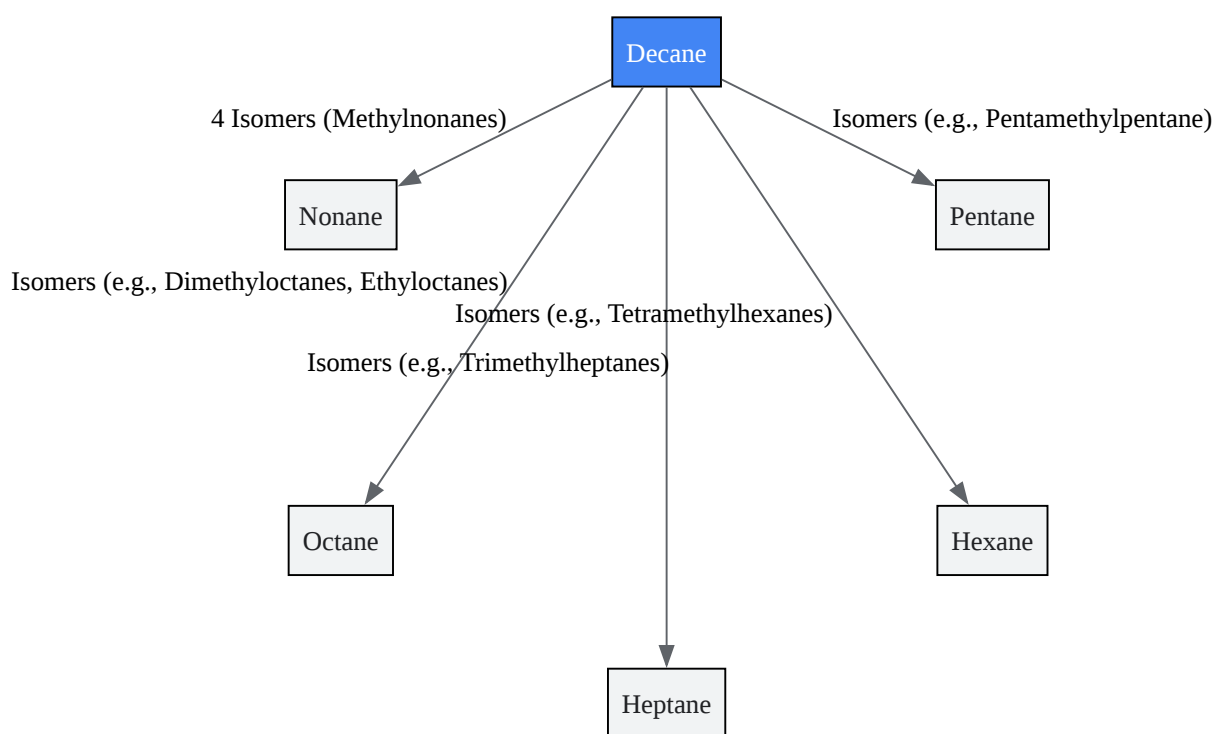 Decane
4 Isomers (Methylnonanes)
Isomers (e.g., Pentamethylpentane)
Nonane
Pentane
Isomers (e.g., Dimethyloctanes, Ethyloctanes)
Isomers (e.g., Tetramethylhexanes)
Isomers (e.g., Trimethylheptanes)
Octane
Hexane
Heptane